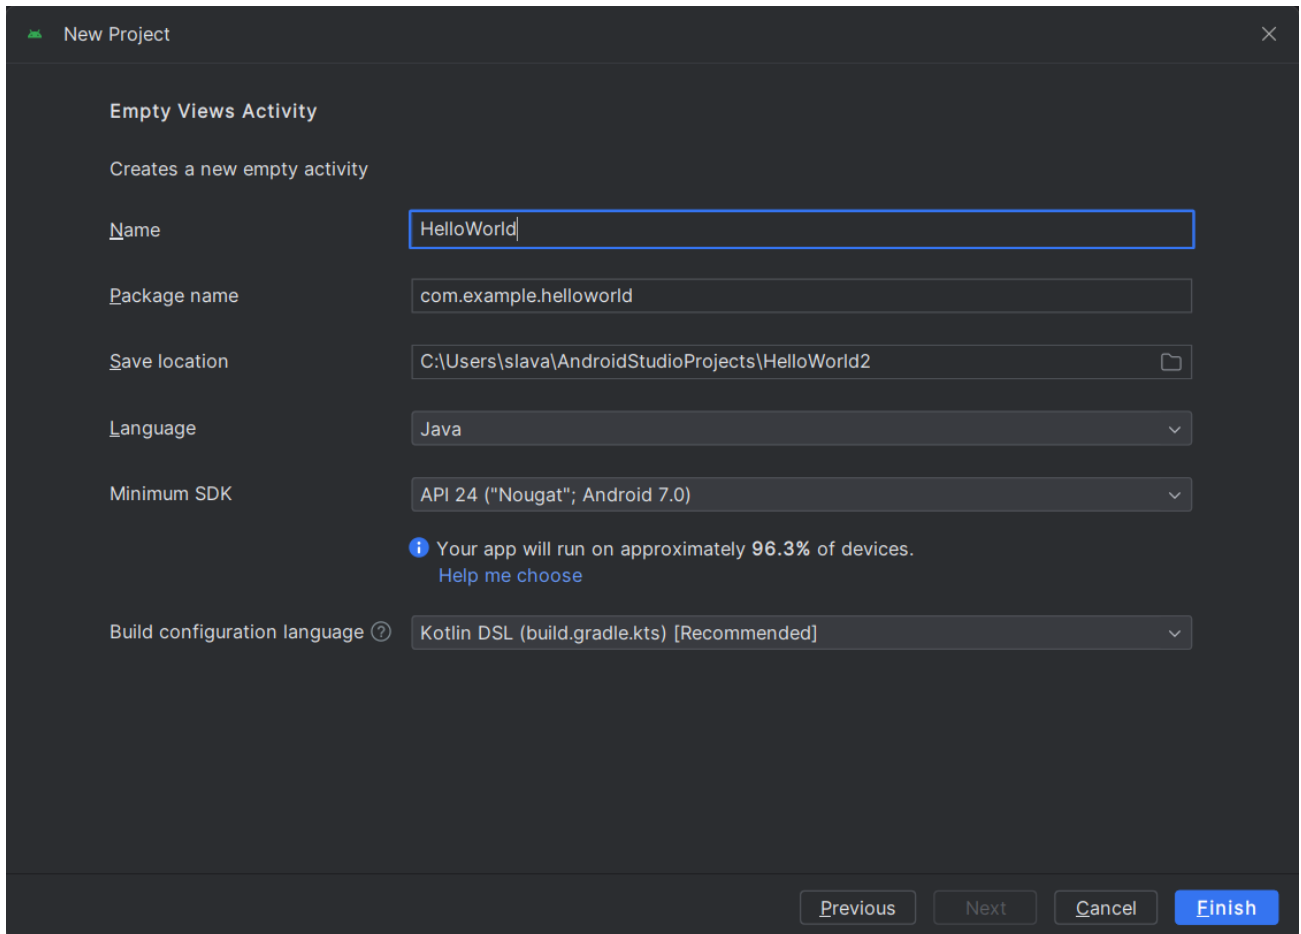 New Project
Empty Views Activity
Creates a new empty activity
Name HelloWorld
Package name com.example.helloworld
Save location C:\Users\slava\AndroidStudioProjects\HelloWorld2
Language Java
Minimum SDK API 24 ("Nougat"; Android 7.0)
Your app will run on approximately 96.3% of devices.
Help me choose
Build configuration language Kotlin DSL (build.gradle.kts) [Recommended]
Previous Next Cancel Finish